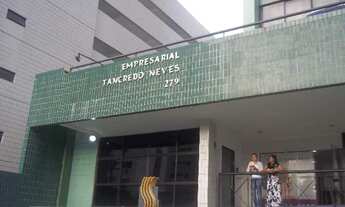 EMPRESARIAL
TANCREDO NEVES
279